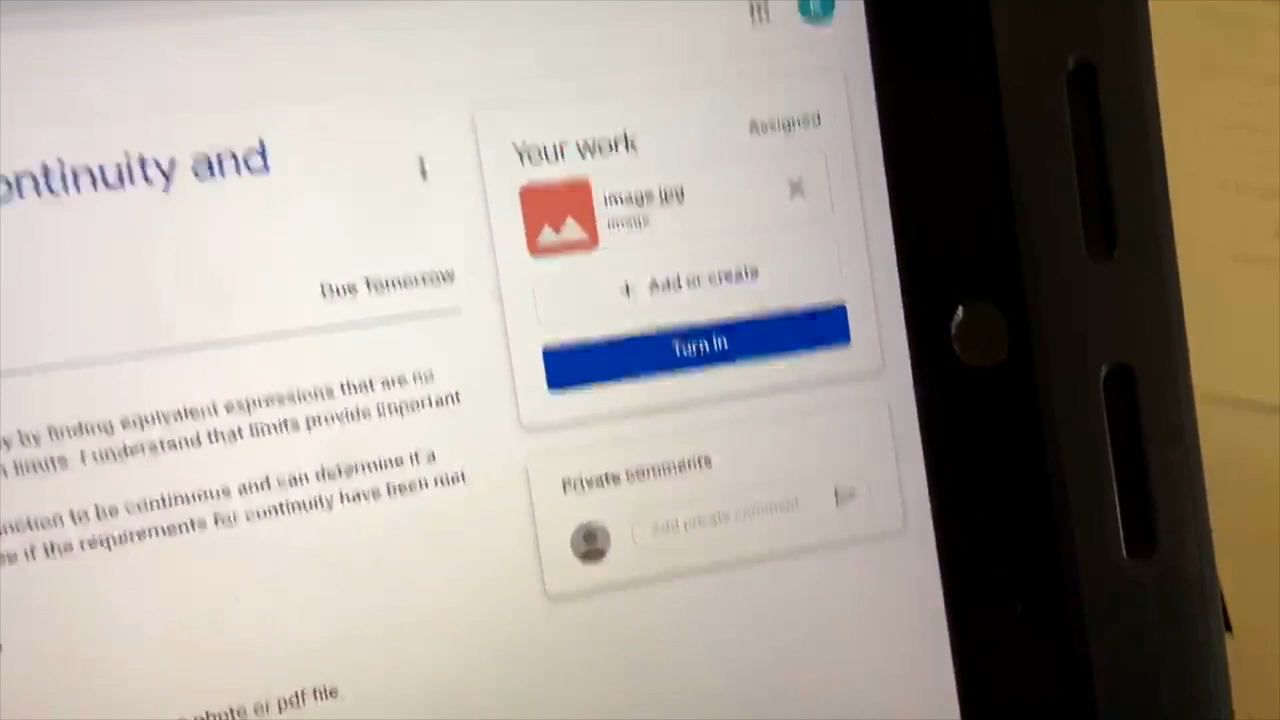 ontinuity and
Due Tomorrow
y by finding equivalent expressions that are no
limits. I understand that limits provide important
nction to be continuous and can determine if a
if the requirements for continuity have been met
photo or pdf file
Your work
Assigned
image.jpg
Image
+ Add or create
Turn in
Private comments
Add private comment